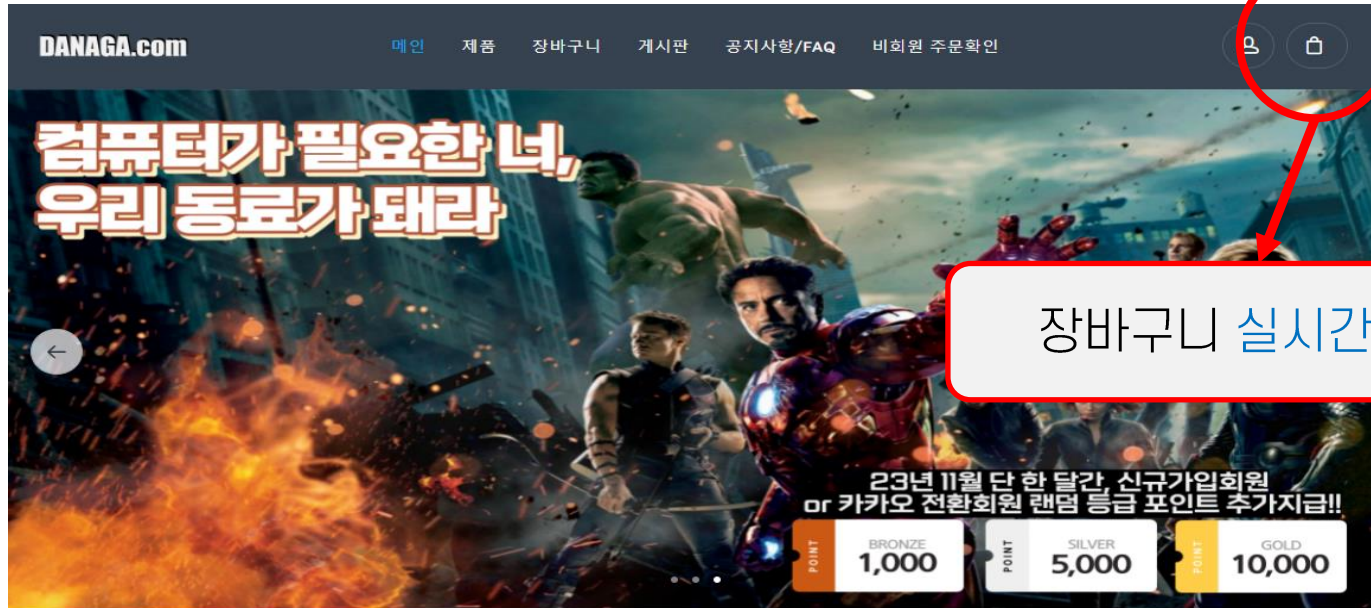 DANAGA.com
메인 제품 장바구니 게시판 공지사항/FAQ 비회원 주문확인
컴퓨터가 필요한 너,
우리 동료가 돼라
장바구니 실시간
23년 11월 단 한 달간, 신규가입회원
or 카카오 전환회원 랜덤 등급 포인트 추가지급!!
POINT BRONZE 1,000
POINT SILVER 5,000
POINT GOLD 10,000